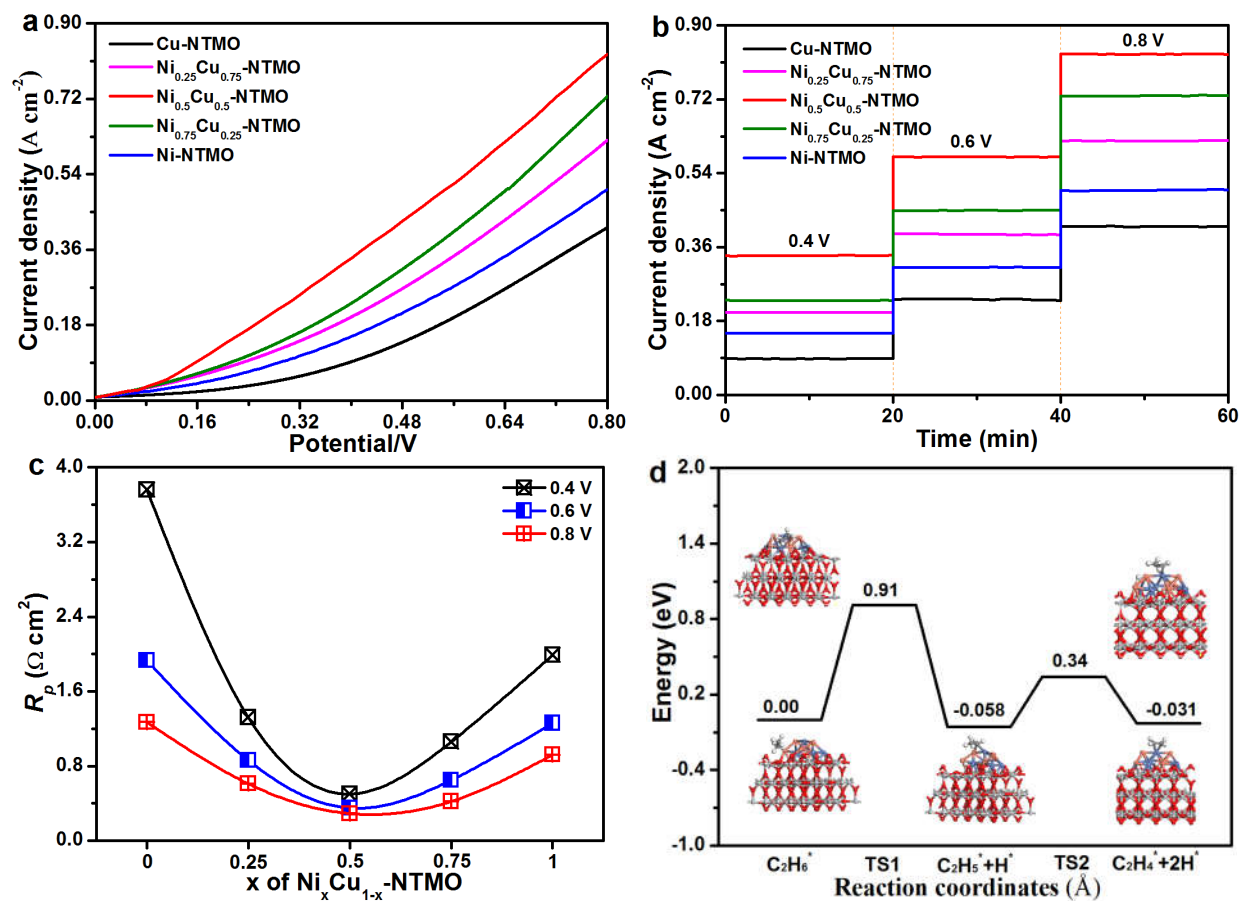 a
0.90
0.72
0.54
0.36
0.18
0.00
Current density (A cm⁻²)
Cu-NTMO
Ni₀.₂₅Cu₀.₇₅-NTMO
Ni₀.₅Cu₀.₅-NTMO
Ni₀.₇₅Cu₀.₂₅-NTMO
Ni-NTMO
0.00 0.16 0.32 0.48 0.64 0.80
Potential/V
b
0.90
0.72
0.54
0.36
0.18
0.00
Current density (A cm⁻²)
Cu-NTMO
Ni₀.₂₅Cu₀.₇₅-NTMO
Ni₀.₅Cu₀.₅-NTMO
Ni₀.₇₅Cu₀.₂₅-NTMO
Ni-NTMO
0.4 V
0.6 V
0.8 V
0 20 40 60
Time (min)
c
4.0
3.2
2.4
1.6
0.8
0.0
Rₚ (Ω cm²)
0.4 V
0.6 V
0.8 V
0 0.25 0.5 0.75 1
x of NiₓCu₁₋ₓ-NTMO
d
2.0
1.4
0.8
0.2
-0.4
-1.0
Energy (eV)
0.00
0.91
-0.058
0.34
-0.031
C₂H₆* TS1 C₂H₅*+H* TS2 C₂H₄*+2H*
Reaction coordinates (Å)